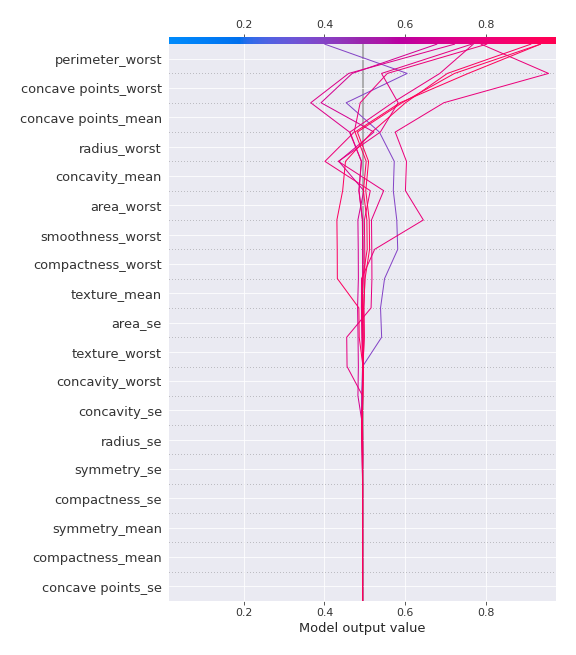 0.2 0.4 0.6 0.8
perimeter_worst
concave points_worst
concave points_mean
radius_worst
concavity_mean
area_worst
smoothness_worst
compactness_worst
texture_mean
area_se
texture_worst
concavity_worst
concavity_se
radius_se
symmetry_se
compactness_se
symmetry_mean
compactness_mean
concave points_se
0.2 0.4 0.6 0.8
Model output value